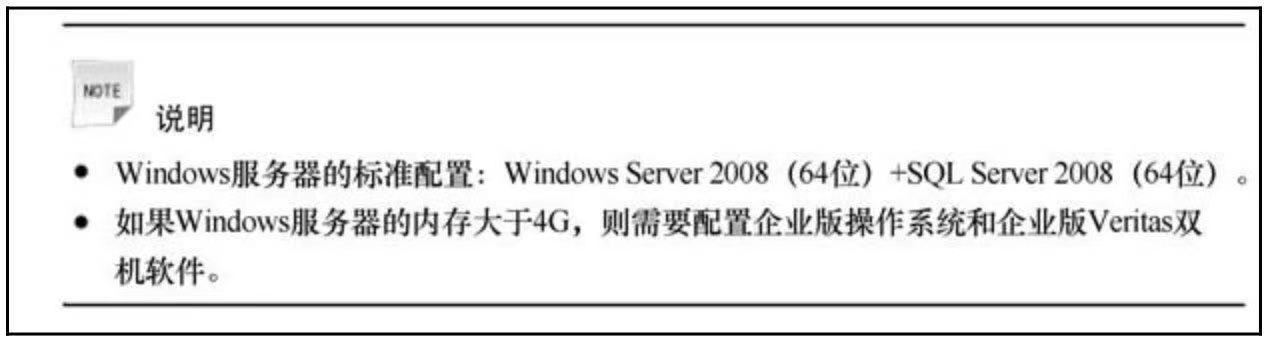 NOTE
说明
● Windows服务器的标准配置：Windows Server 2008（64位）+SQL Server 2008（64位）。
● 如果Windows服务器的内存大于4G，则需要配置企业版操作系统和企业版Veritas双
机软件。